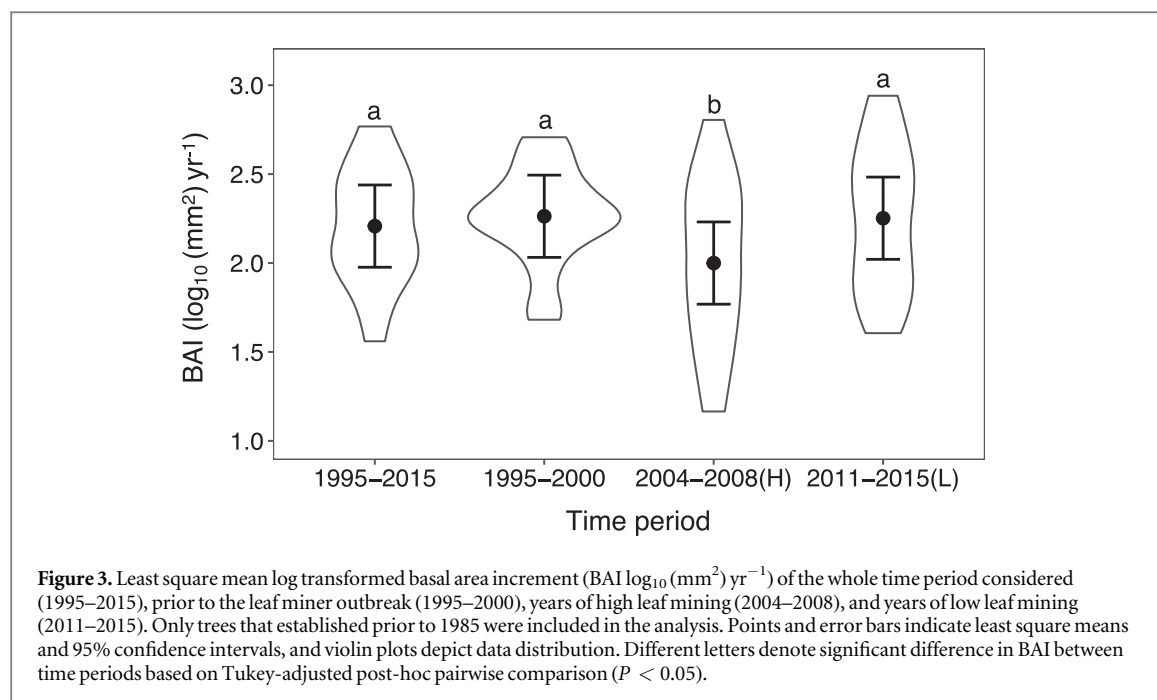 3.0
2.5
2.0
1.5
1.0
BAI (log₁₀ (mm²) yr⁻¹)
a
a
b
a
1995–2015 1995–2000 2004–2008(H) 2011–2015(L)
Time period
Figure 3. Least square mean log transformed basal area increment (BAI log₁₀ (mm²) yr⁻¹) of the whole time period considered
(1995–2015), prior to the leaf miner outbreak (1995–2000), years of high leaf mining (2004–2008), and years of low leaf mining
(2011–2015). Only trees that established prior to 1985 were included in the analysis. Points and error bars indicate least square means
and 95% confidence intervals, and violin plots depict data distribution. Different letters denote significant difference in BAI between
time periods based on Tukey-adjusted post-hoc pairwise comparison (P < 0.05).